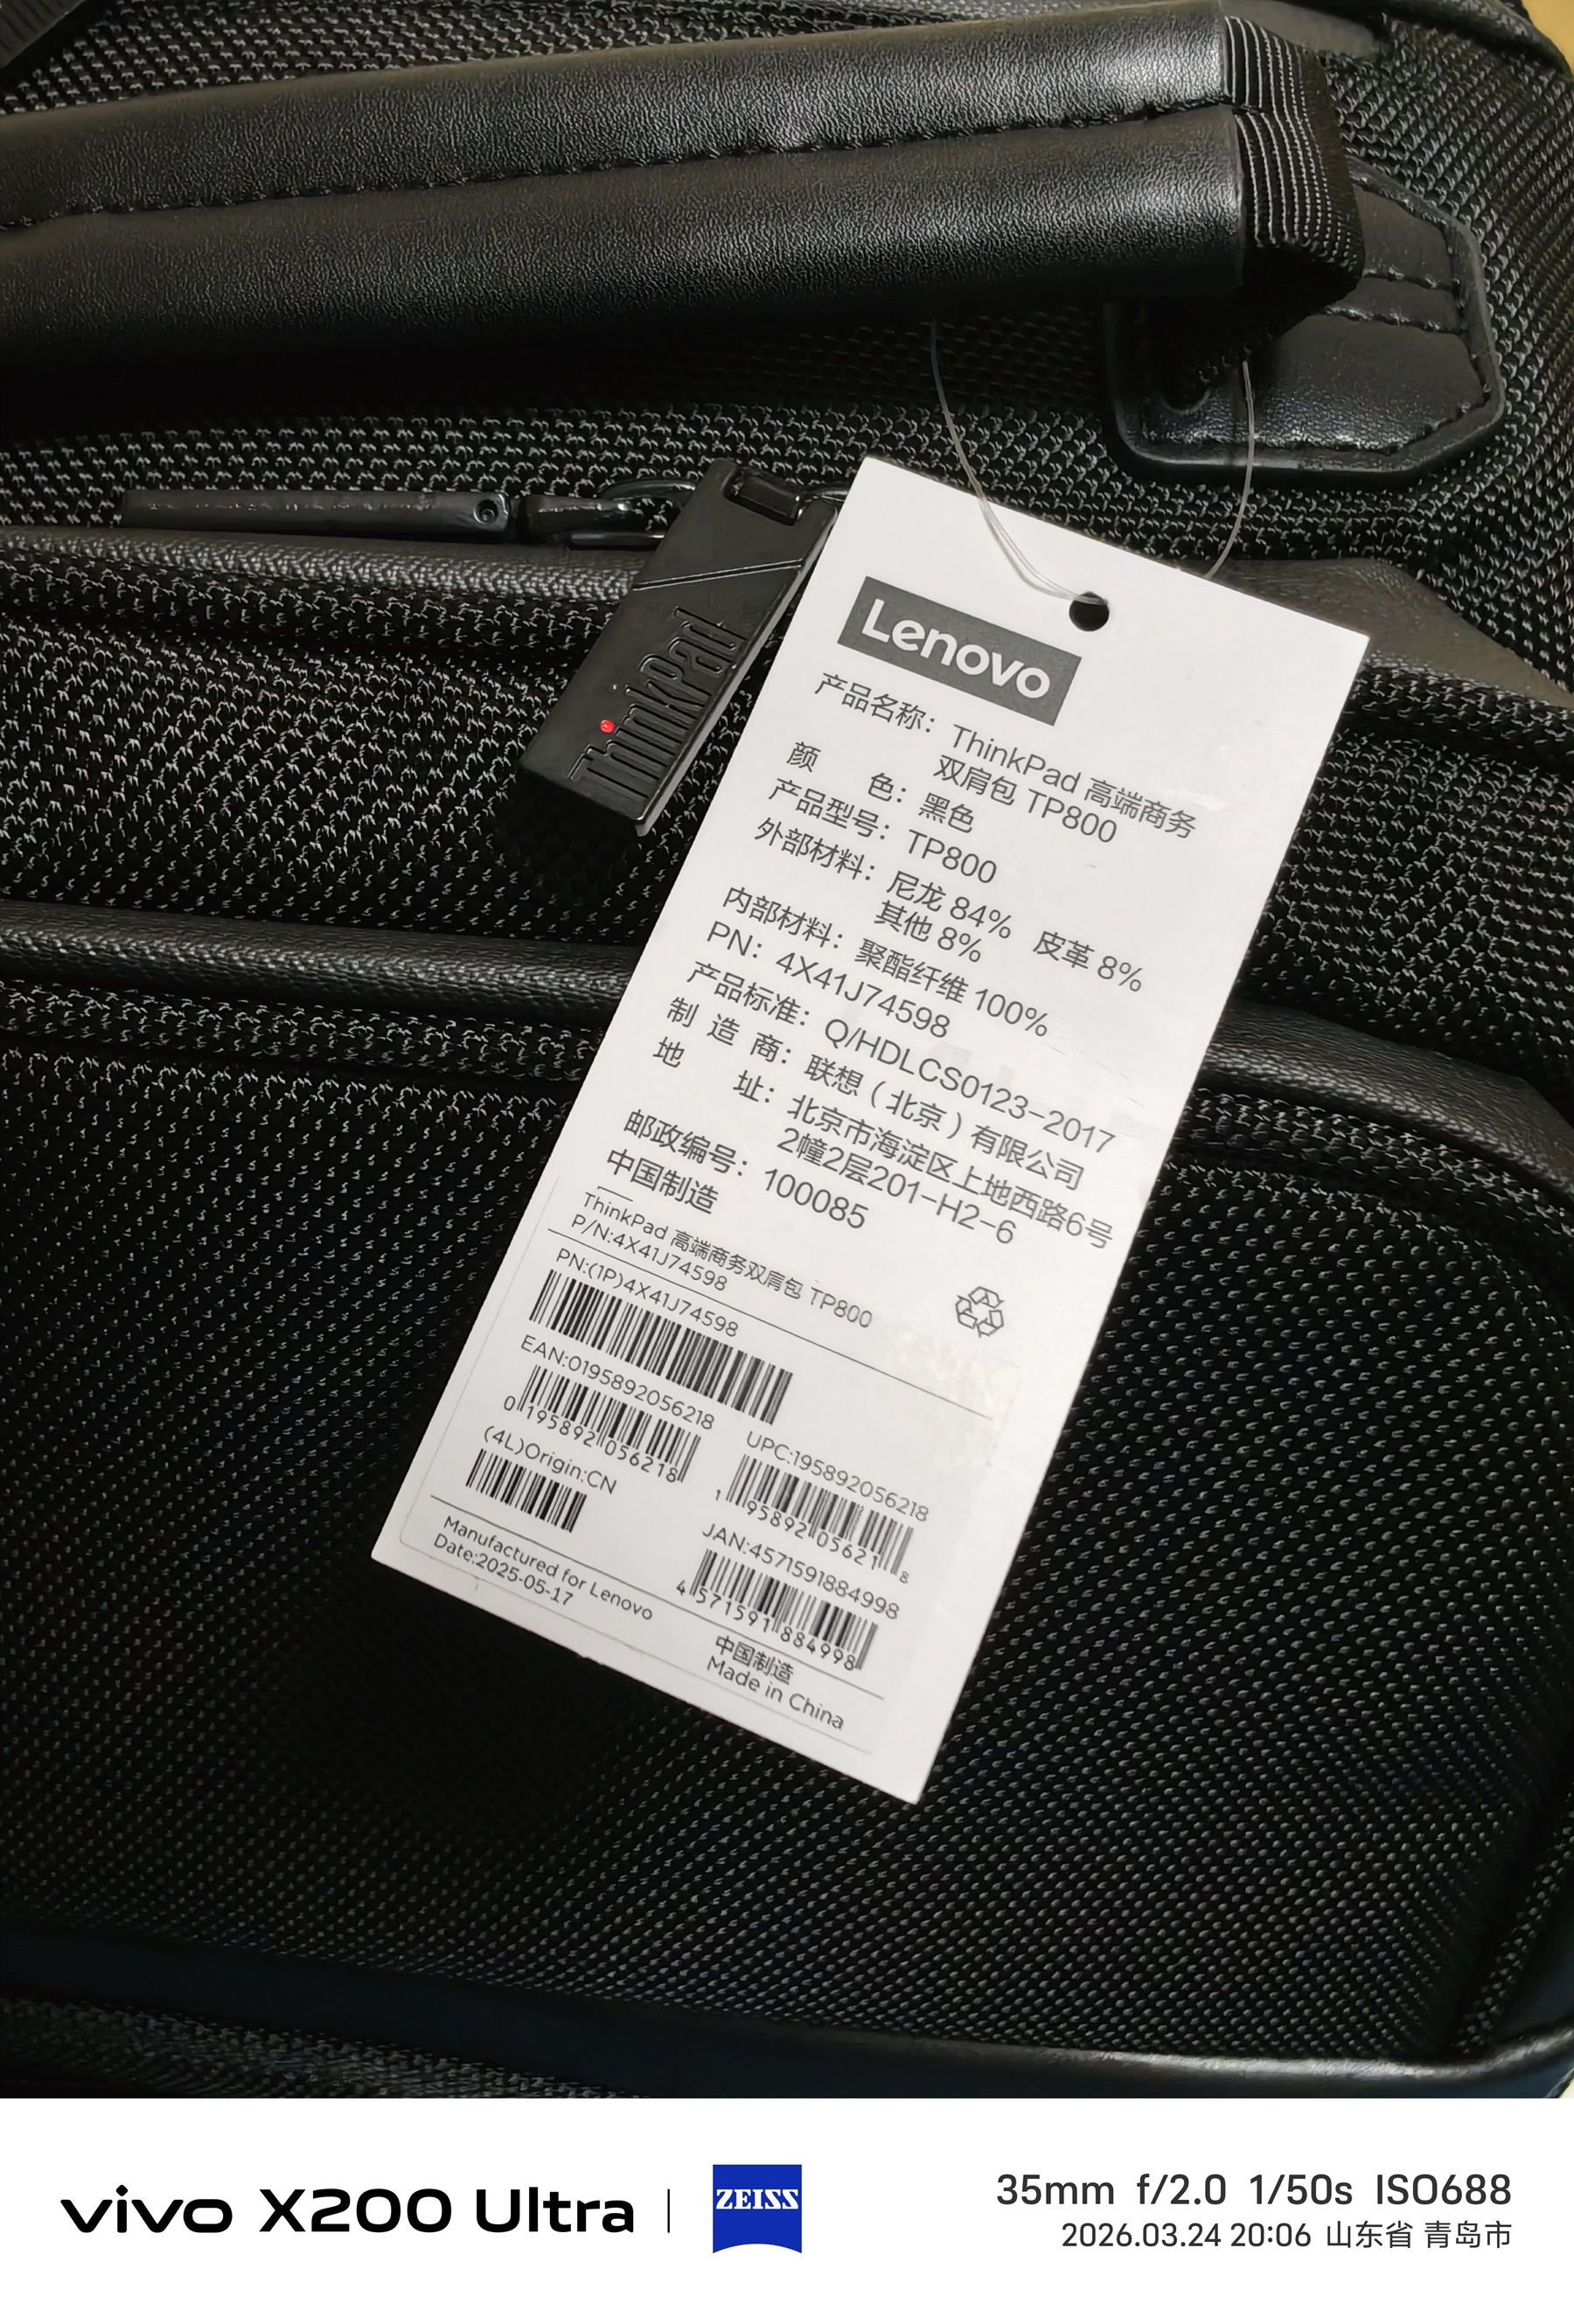 ThinkPad
Lenovo
产品名称：ThinkPad 高端商务
双肩包 TP800
颜 色：黑色
产品型号：TP800
外部材料：尼龙 84% 皮革 8%
其他 8%
内部材料：聚酯纤维 100%
PN：4X41J74598
产品标准：Q/HDLCS0123-2017
制 造 商：联想（北京）有限公司
地 址：北京市海淀区上地西路6号
2幢2层201-H2-6
邮政编号：100085
中国制造
ThinkPad 高端商务双肩包 TP800
P/N:4X41J74598
PN:(1P)4X41J74598
EAN:0195892056218
0 195892 056218
UPC:195892056218
1 95892 05621 8
(4L)Origin:CN
JAN:4571591884998
4 571591 884998
Manufactured for Lenovo
Date:2025-05-17
中国制造
Made in China
vivo X200 Ultra
ZEISS
35mm f/2.0 1/50s ISO688
2026.03.24 20:06 山东省 青岛市